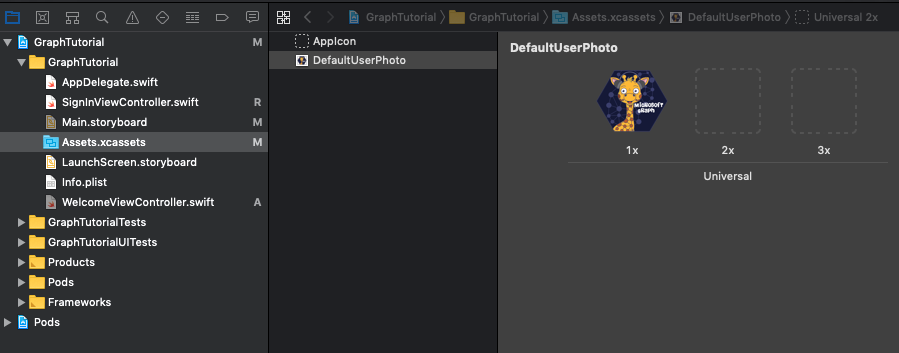 GraphTutorial 〉 GraphTutorial 〉 Assets.xcassets 〉 DefaultUserPhoto 〉 Universal 2x
GraphTutorial M
GraphTutorial
AppDelegate.swift
SignInViewController.swift R
Main.storyboard M
Assets.xcassets M
LaunchScreen.storyboard
Info.plist
WelcomeViewController.swift A
GraphTutorialTests
GraphTutorialUITests
Products
Pods
Frameworks
Pods
AppIcon
DefaultUserPhoto
DefaultUserPhoto
Microsoft
Graph
1x 2x 3x
Universal